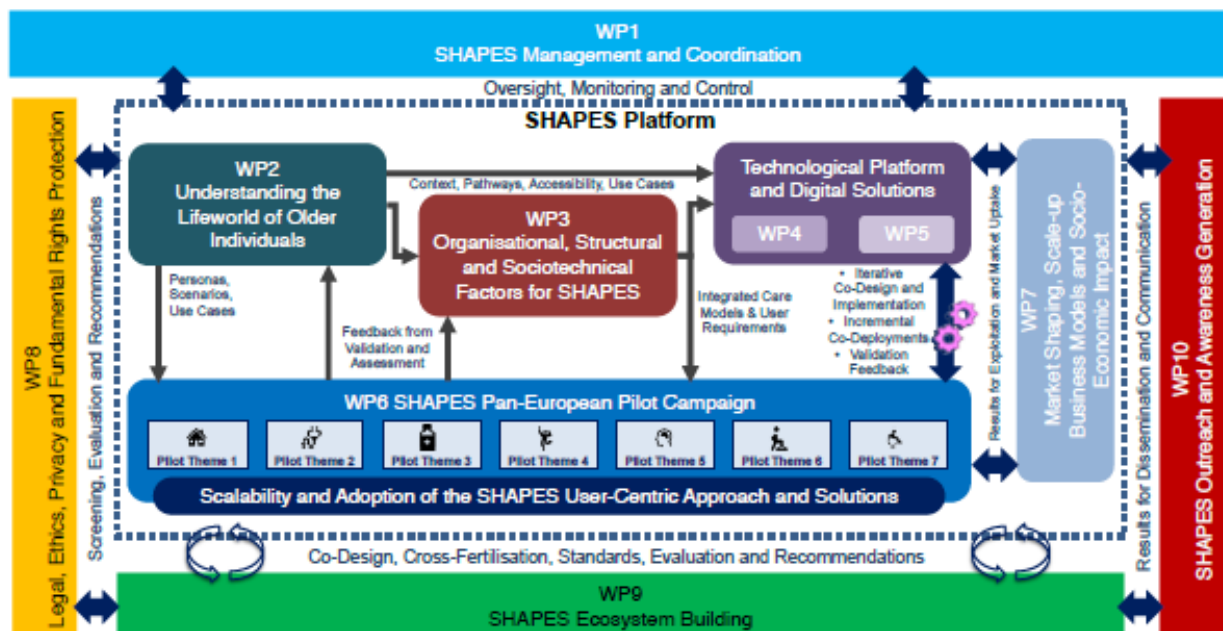 WP1
SHAPES Management and Coordination
Oversight, Monitoring and Control
SHAPES Platform
WP8
Legal, Ethics, Privacy and Fundamental Rights Protection
Screening, Evaluation and Recommendations
WP2
Understanding the
Lifeworld of Older
Individuals
Context, Pathways, Accessibility, Use Cases
WP3
Organisational, Structural
and Sociotechnical
Factors for SHAPES
Technological Platform
and Digital Solutions
WP4
WP5
Personas,
Scenarios,
Use Cases
Feedback from
Validation and
Assessment
Integrated Care
Models & User
Requirements
• Iterative
Co-Design and
Implementation
• Incremental
Co-Deployments
• Validation
Feedback
Results for Exploitation and Market Uptake
WP7
Market Shaping, Scale-up
Business Models and Socio-
Economic Impact
Results for Dissemination and Communication
WP10
SHAPES Outreach and Awareness Generation
WP6 SHAPES Pan-European Pilot Campaign
Pilot Theme 1
Pilot Theme 2
Pilot Theme 3
Pilot Theme 4
Pilot Theme 5
Pilot Theme 6
Pilot Theme 7
Scalability and Adoption of the SHAPES User-Centric Approach and Solutions
Co-Design, Cross-Fertilisation, Standards, Evaluation and Recommendations
WP9
SHAPES Ecosystem Building